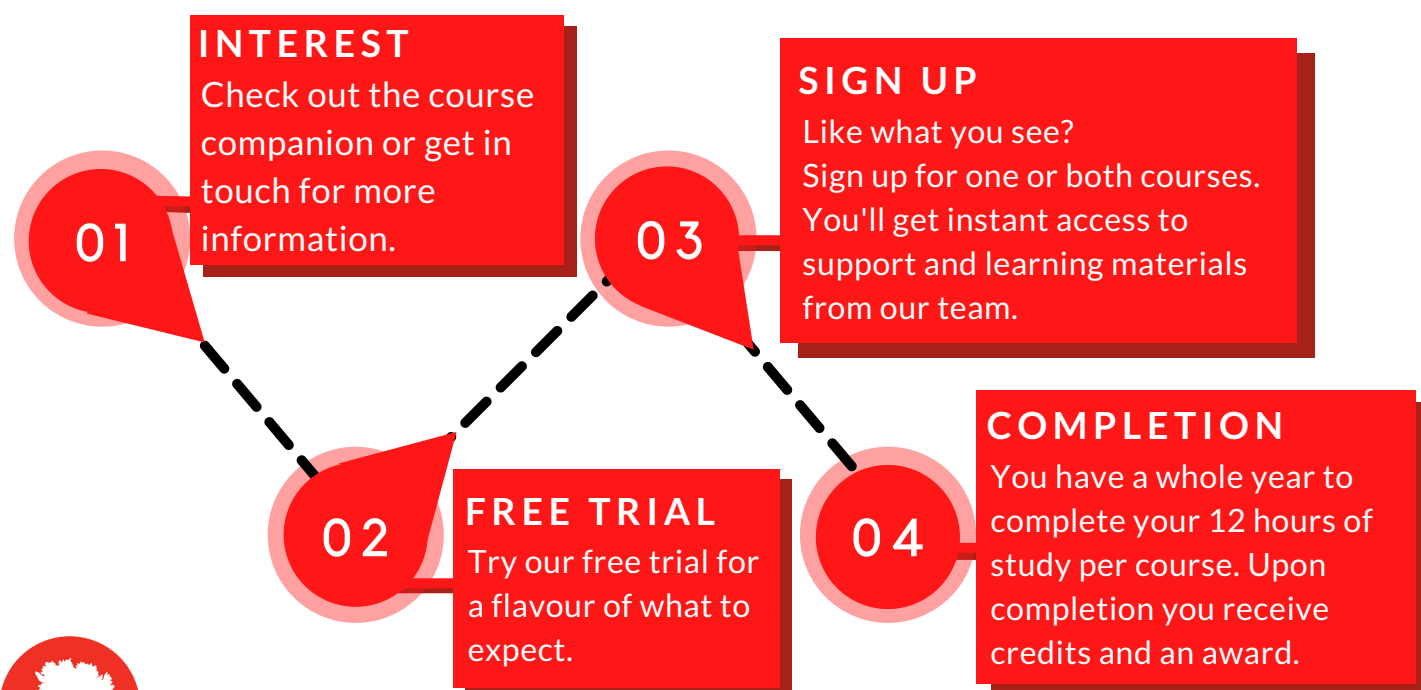 01
INTEREST
Check out the course
companion or get in
touch for more
information.
02
FREE TRIAL
Try our free trial for
a flavour of what to
expect.
03
SIGN UP
Like what you see?
Sign up for one or both courses.
You'll get instant access to
support and learning materials
from our team.
04
COMPLETION
You have a whole year to
complete your 12 hours of
study per course. Upon
completion you receive
credits and an award.